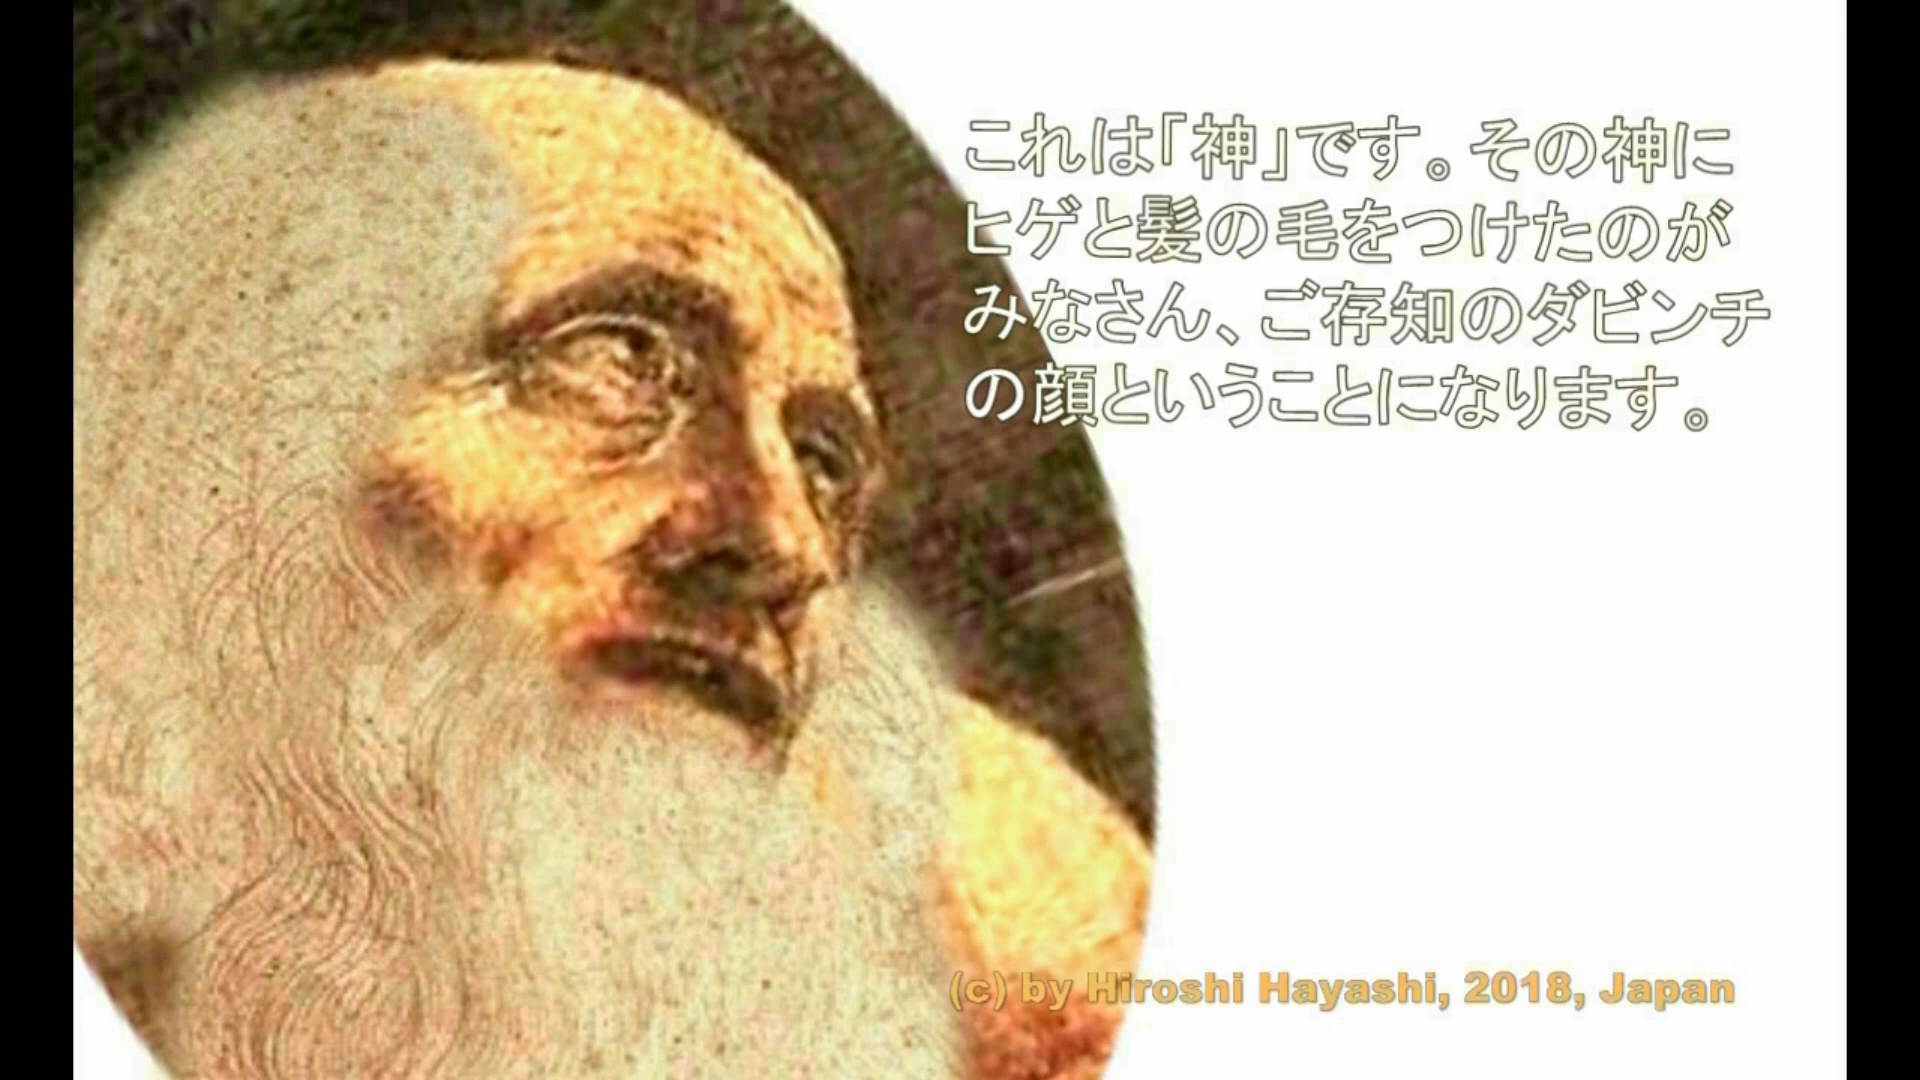 これは「神」です。その神に
ヒゲと髪の毛をつけたのが
みなさん、ご存知のダビンチ
の顔ということになります。
(c) by Hiroshi Hayashi, 2018, Japan